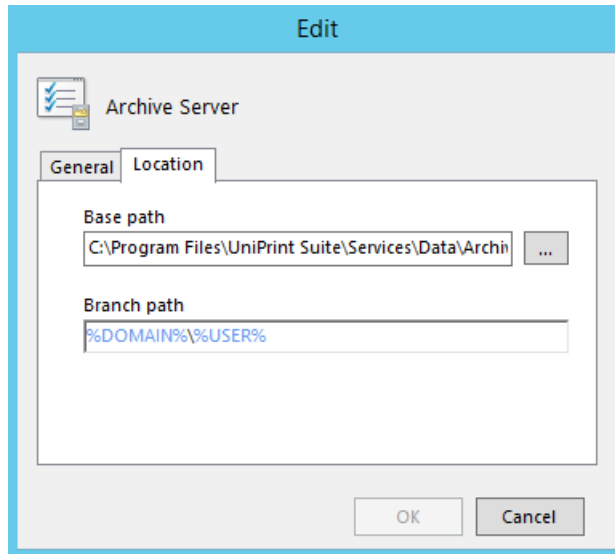 Edit
Archive Server
General Location
Base path
C:\Program Files\UniPrint Suite\Services\Data\Archiv ...
Branch path
%DOMAIN%\%USER%
OK Cancel